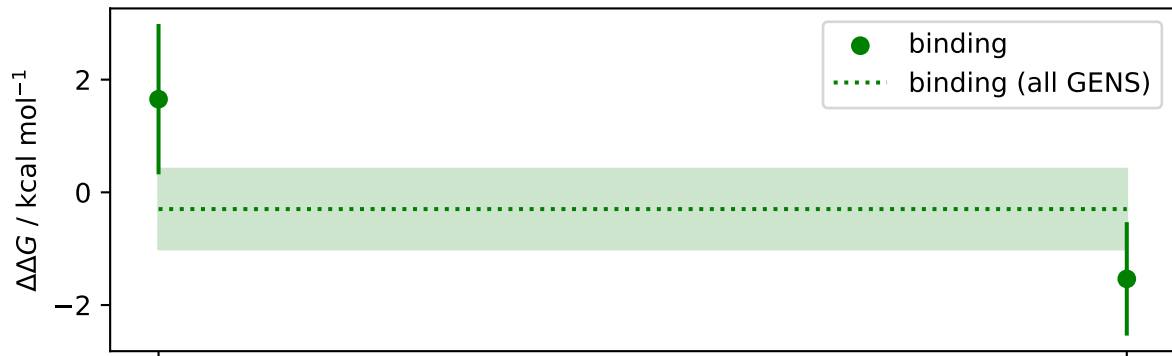 2
0
−2
ΔΔG / kcal mol⁻¹
binding
binding (all GENS)